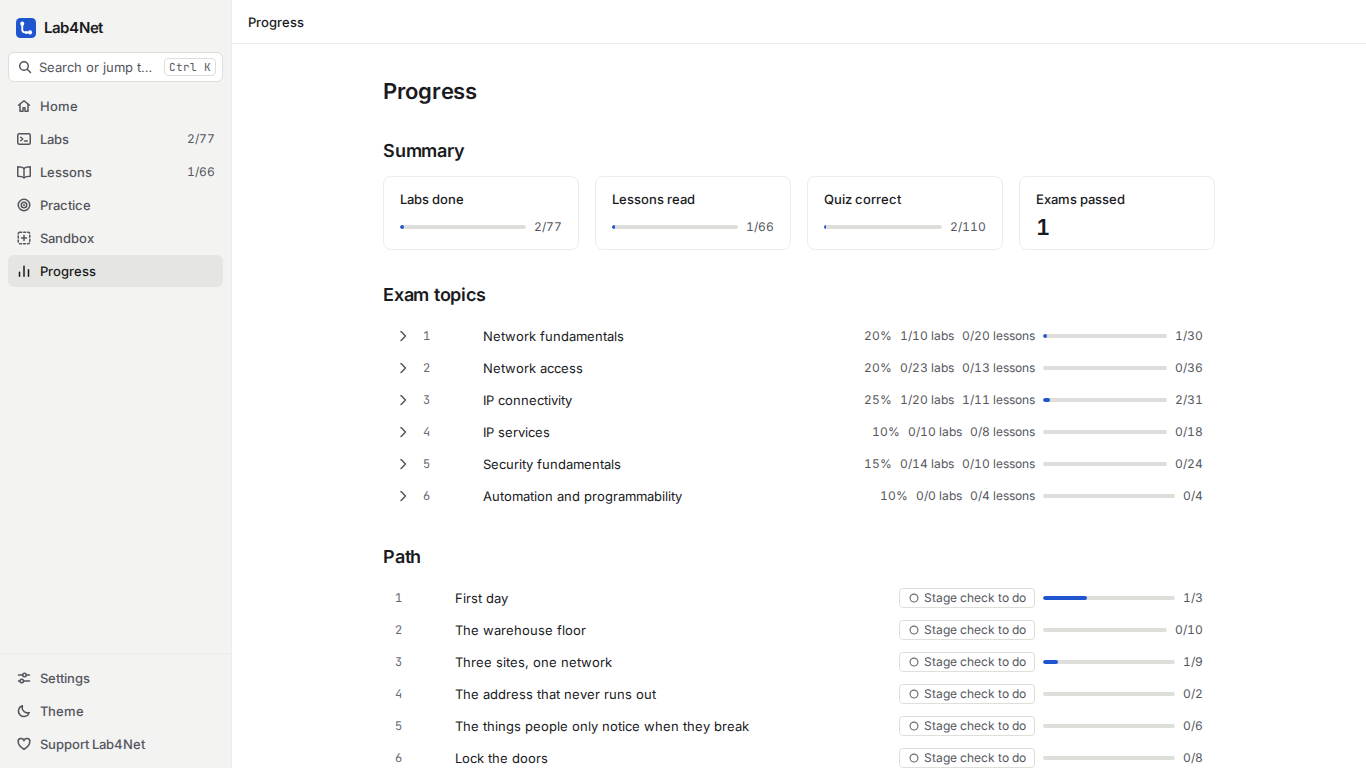 Lab4Net
Search or jump t... Ctrl K
Home
Labs 2/77
Lessons 1/66
Practice
Sandbox
Progress
Settings
Theme
Support Lab4Net
Progress
Progress
Summary
Labs done
2/77
Lessons read
1/66
Quiz correct
2/110
Exams passed
1
Exam topics
1 Network fundamentals 20% 1/10 labs 0/20 lessons 1/30
2 Network access 20% 0/23 labs 0/13 lessons 0/36
3 IP connectivity 25% 1/20 labs 1/11 lessons 2/31
4 IP services 10% 0/10 labs 0/8 lessons 0/18
5 Security fundamentals 15% 0/14 labs 0/10 lessons 0/24
6 Automation and programmability 10% 0/0 labs 0/4 lessons 0/4
Path
1 First day Stage check to do 1/3
2 The warehouse floor Stage check to do 0/10
3 Three sites, one network Stage check to do 1/9
4 The address that never runs out Stage check to do 0/2
5 The things people only notice when they break Stage check to do 0/6
6 Lock the doors Stage check to do 0/8